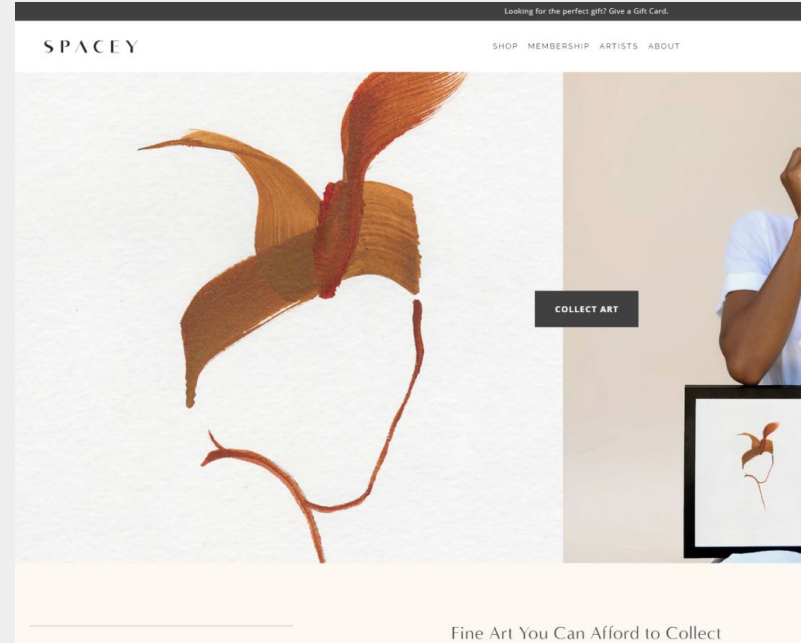 Looking for the perfect gift? Give a Gift Card.
SPACEY
SHOP MEMBERSHIP ARTISTS ABOUT
COLLECT ART
Fine Art You Can Afford to Collect